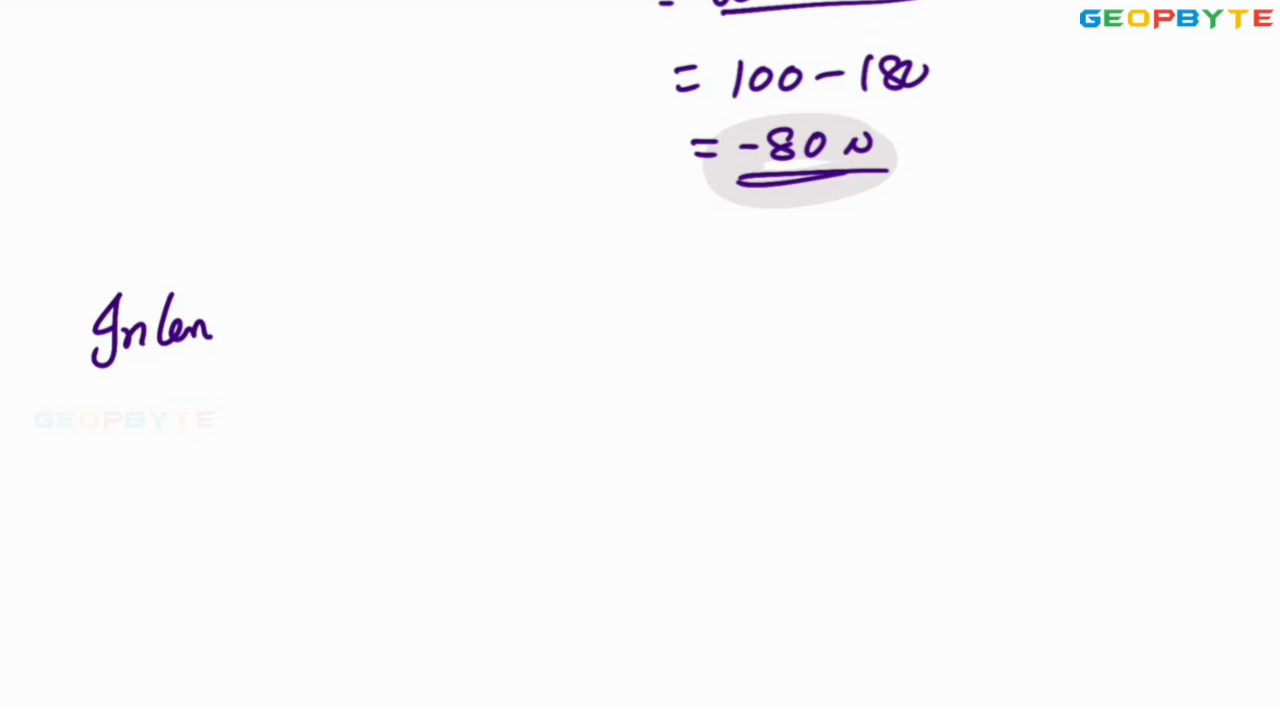 GEOPBYTE
= 100 - 180
= -80 N
GEOPBYTE